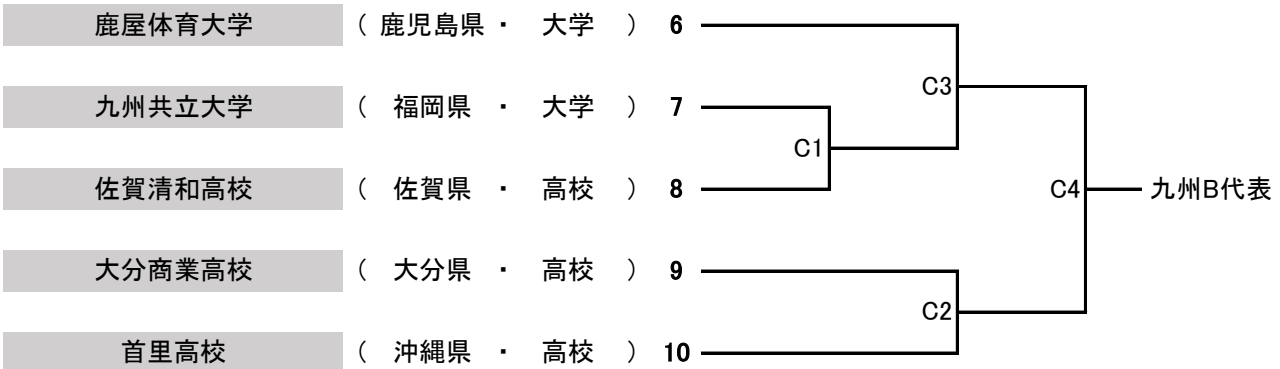 鹿屋体育大学 （ 鹿児島県 ・ 大学 ） 6
C3
九州共立大学 （ 福岡県 ・ 大学 ） 7
C1
佐賀清和高校 （ 佐賀県 ・ 高校 ） 8
C4 九州B代表
大分商業高校 （ 大分県 ・ 高校 ） 9
C2
首里高校 （ 沖縄県 ・ 高校 ） 10